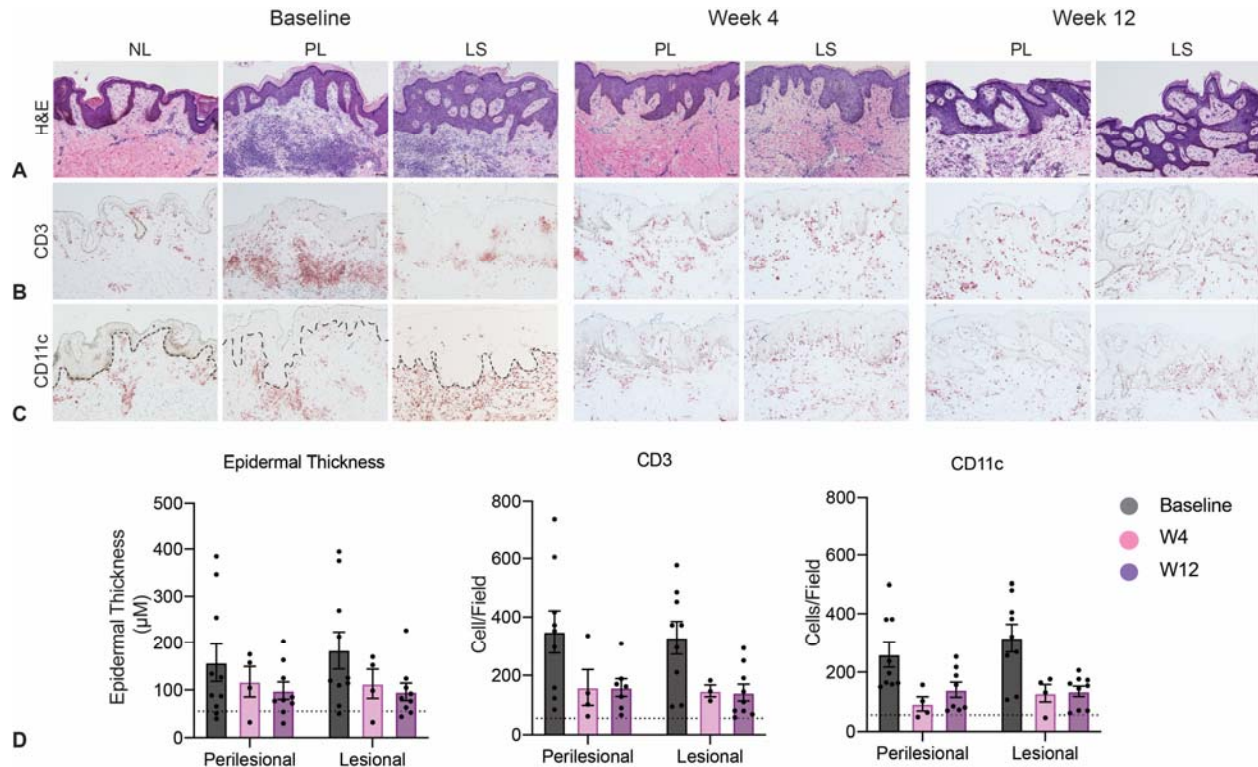 Baseline Week 4 Week 12
NL PL LS PL LS PL LS
H&E
A
CD3
B
CD11c
C
Epidermal Thickness CD3 CD11c
Epidermal Thickness
(μM)
500
400
300
200
100
0
Perilesional Lesional
Cell/Field
800
600
400
200
0
Perilesional Lesional
Cells/Field
800
600
400
200
0
Perilesional Lesional
Baseline
W4
W12
D